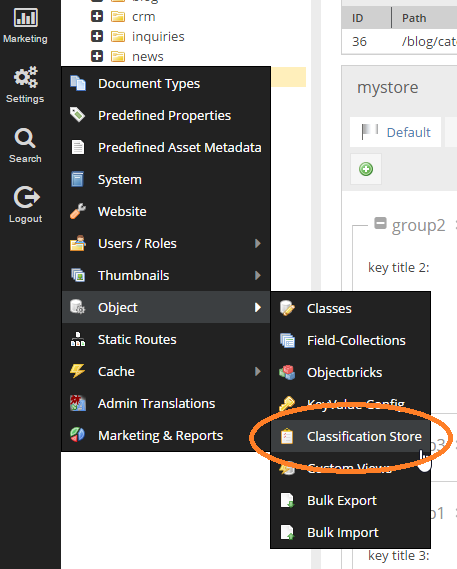 blog
crm
inquiries
news
Marketing
Settings
Search
Logout
Document Types
Predefined Properties
Predefined Asset Metadata
System
Website
Users / Roles
Thumbnails
Object
Static Routes
Cache
Admin Translations
Marketing & Reports
Classes
Field-Collections
Objectbricks
KeyValue Config
Classification Store
Custom Views
Bulk Export
Bulk Import
ID Path
36 /blog/cat
mystore
Default
group2
key title 2:
p3
p1
key title 3: